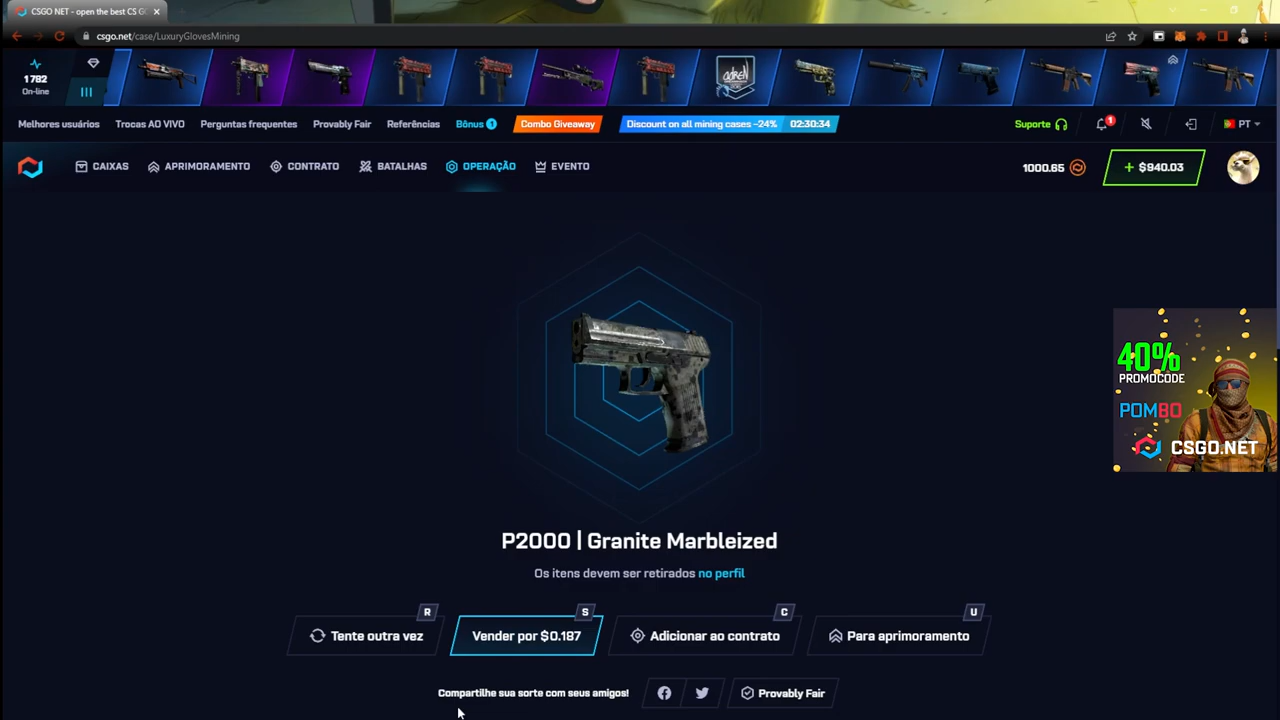 CSGO NET - open the best CS G
csgo.net/case/LuxuryGlovesMining
1 782
On-line
Melhores usuários Trocas AO VIVO Perguntas frequentes Provably Fair Referências Bônus 1 Combo Giveaway Discount on all mining cases -24% 02:30:34 Suporte 1 PT
CAIXAS APRIMORAMENTO CONTRATO BATALHAS OPERAÇÃO EVENTO 1000.65 + $940.03
40%
PROMOCODE
POMBO
CSGO.NET
P2000 | Granite Marbleized
Os itens devem ser retirados no perfil
R S C U
Tente outra vez Vender por $0.187 Adicionar ao contrato Para aprimoramento
Compartilhe sua sorte com seus amigos! Provably Fair